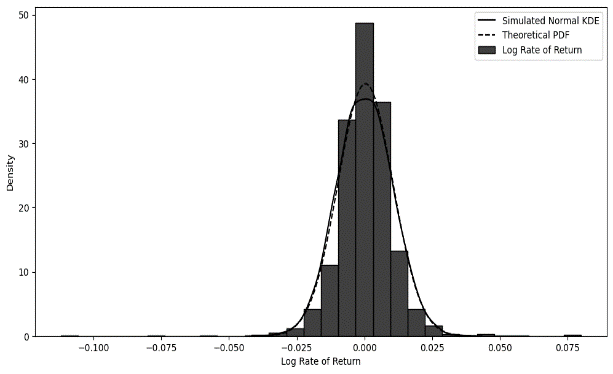 50
40
30
20
10
0
Density
Simulated Normal KDE
Theoretical PDF
Log Rate of Return
−0.100
−0.075
−0.050
−0.025
0.000
0.025
0.050
0.075
Log Rate of Return